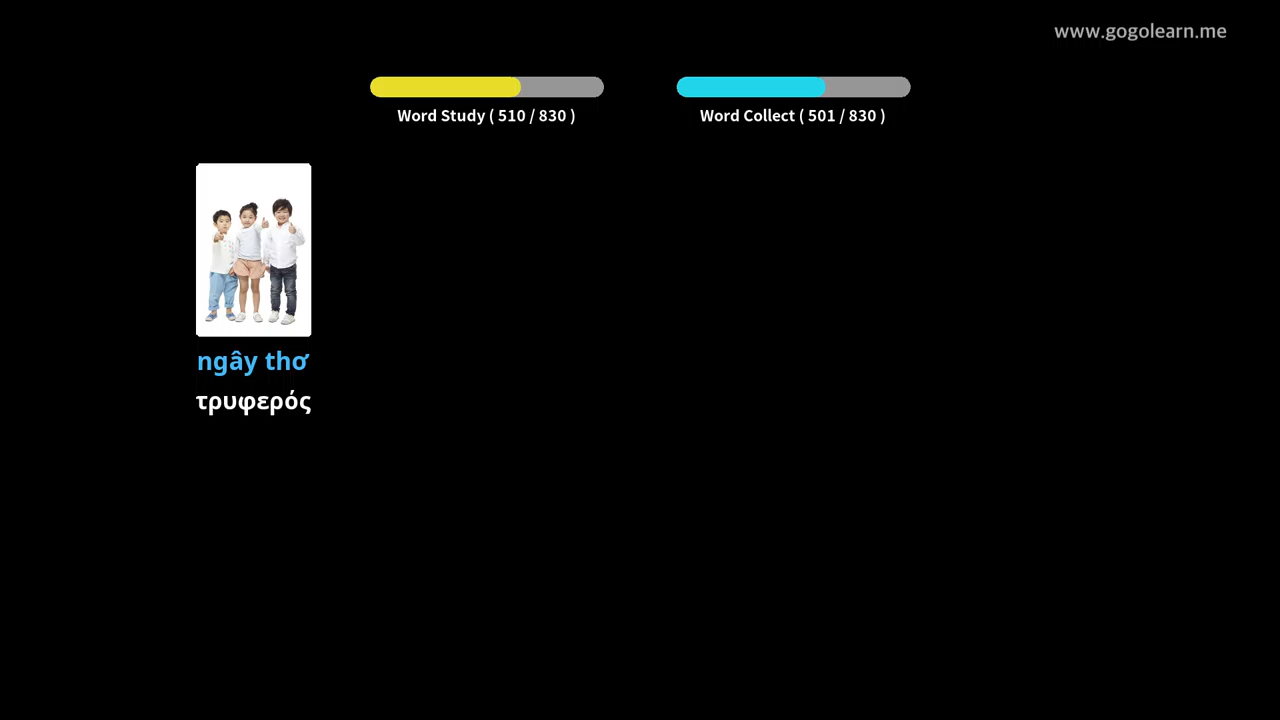 www.gogolearn.me
Word Study ( 510 / 830 )
Word Collect ( 501 / 830 )
ngây thơ
τρυφερός